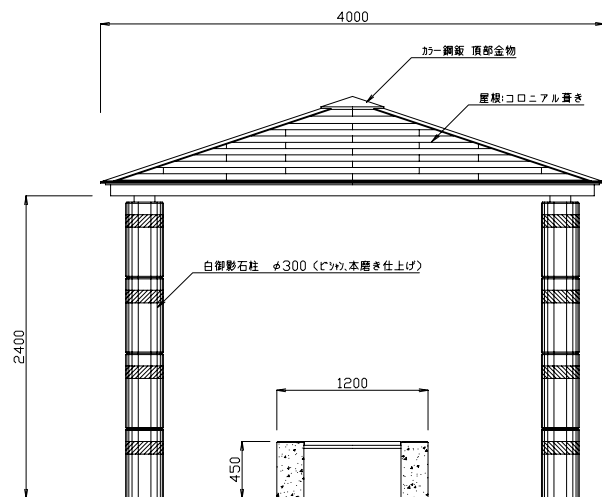 4000
ｶﾗｰ鋼鈑 頂部金物
屋根:コロニアル葺き
白御影石柱 φ300 (ﾋﾞｼｬﾝ､本磨き仕上げ)
2400
1200
450